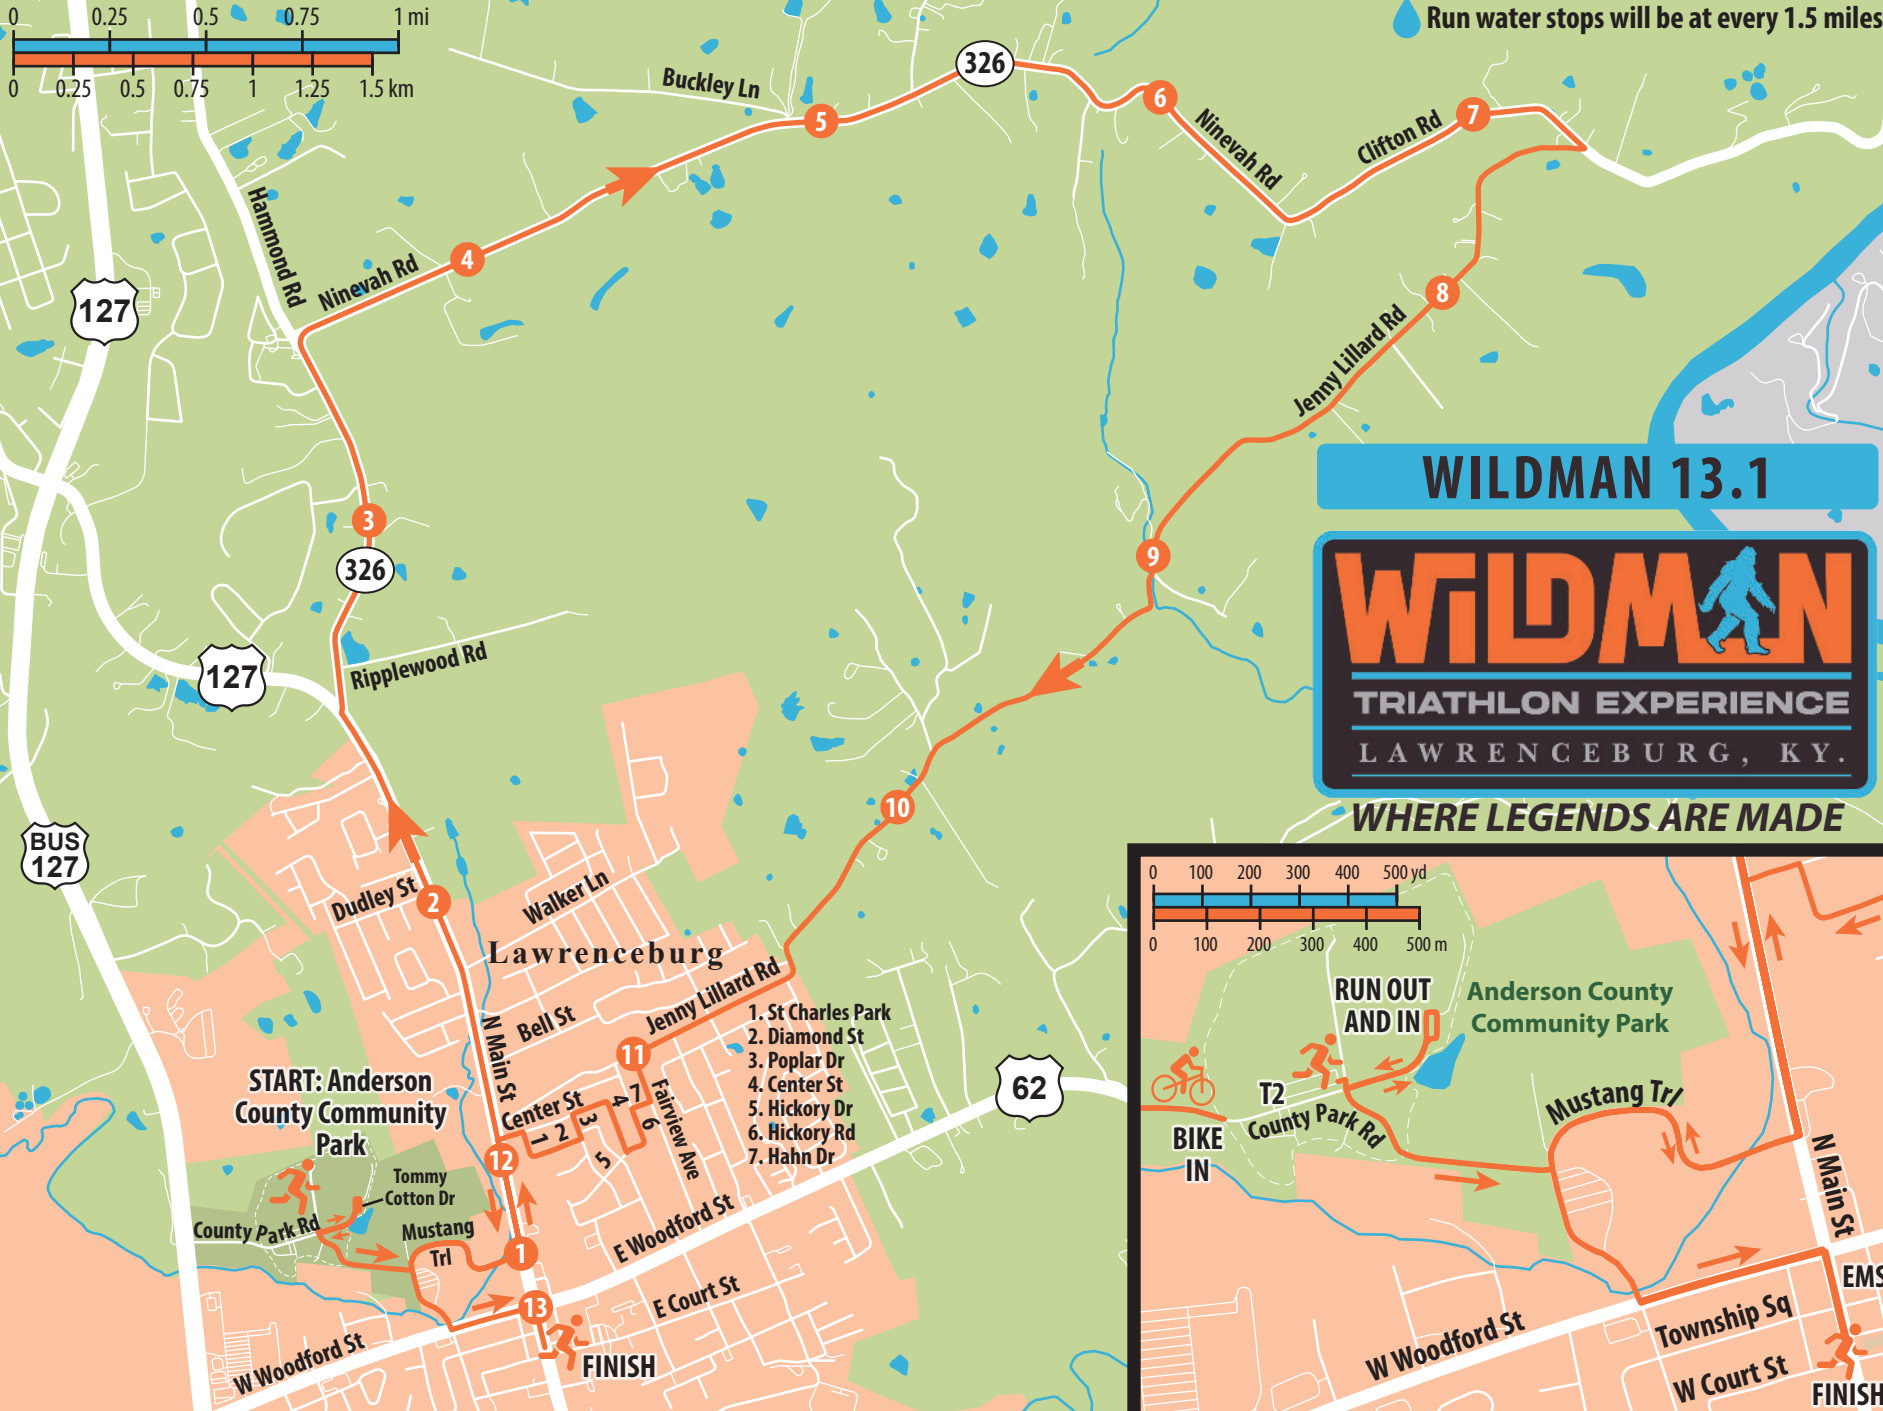 0 0.25 0.5 0.75 1 mi
0 0.25 0.5 0.75 1 1.25 1.5 km
Run water stops will be at every 1.5 miles
326
Buckley Ln
5
6
7
Ninevah Rd
Clifton Rd
Hammond Rd
4
Ninevah Rd
127
8
Jenny Lillard Rd
WILDMAN 13.1
3
326
9
WILDMAN
TRIATHLON EXPERIENCE
LAWRENCEBURG, KY.
WHERE LEGENDS ARE MADE
127
Ripplewood Rd
10
BUS
127
Dudley St
2
Walker Ln
Lawrenceburg
Jenny Lillard Rd
Bell St
N Main St
11
1. St Charles Park
2. Diamond St
3. Poplar Dr
4. Center St
5. Hickory Dr
6. Hickory Rd
7. Hahn Dr
62
START: Anderson
County Community
Park
Center St
1
2
3
4
5
6
7
Fairview Ave
12
Tommy
Cotton Dr
County Park Rd
Mustang
Trl
1
E Woodford St
13
E Court St
W Woodford St
FINISH
0 100 200 300 400 500 yd
0 100 200 300 400 500 m
RUN OUT
AND IN
Anderson County
Community Park
T2
County Park Rd
BIKE
IN
Mustang Trl
N Main St
EMS
Township Sq
W Woodford St
W Court St
FINISH